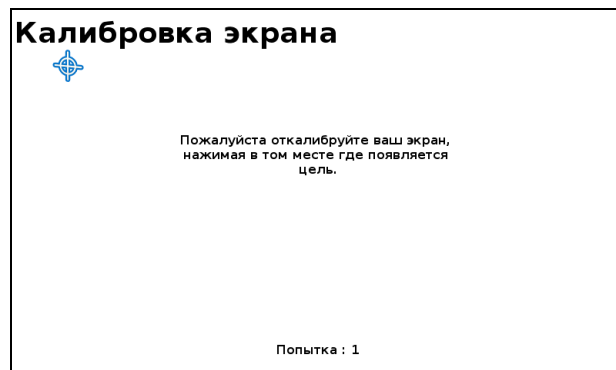 Калибровка экрана
Пожалуйста откалибруйте ваш экран,
нажимая в том месте где появляется
цель.
Попытка : 1